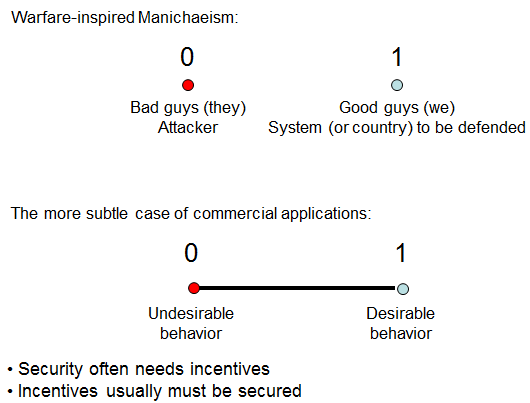 Warfare-inspired Manichaeism:
0 1
Bad guys (they) Good guys (we)
Attacker System (or country) to be defended
The more subtle case of commercial applications:
0 1
Undesirable Desirable
behavior behavior
• Security often needs incentives
• Incentives usually must be secured